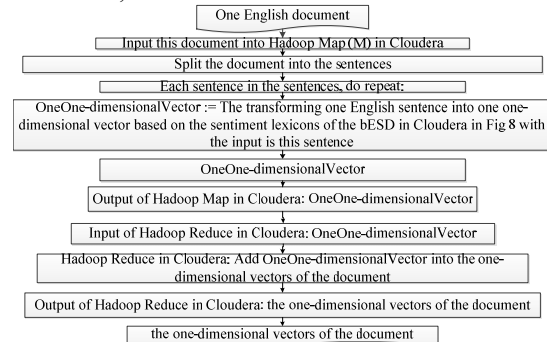 One English document
Input this document into Hadoop Map (M) in Cloudera
Split the document into the sentences
Each sentence in the sentences, do repeat:
OneOne-dimensionalVector := The transforming one English sentence into one one-
dimensional vector based on the sentiment lexicons of the bESD in Cloudera in Fig 8 with
the input is this sentence
OneOne-dimensionalVector
Output of Hadoop Map in Cloudera: OneOne-dimensionalVector
Input of Hadoop Reduce in Cloudera: OneOne-dimensionalVector
Hadoop Reduce in Cloudera: Add OneOne-dimensionalVector into the one-
dimensional vectors of the document
Output of Hadoop Reduce in Cloudera: the one-dimensional vectors of the document
the one-dimensional vectors of the document